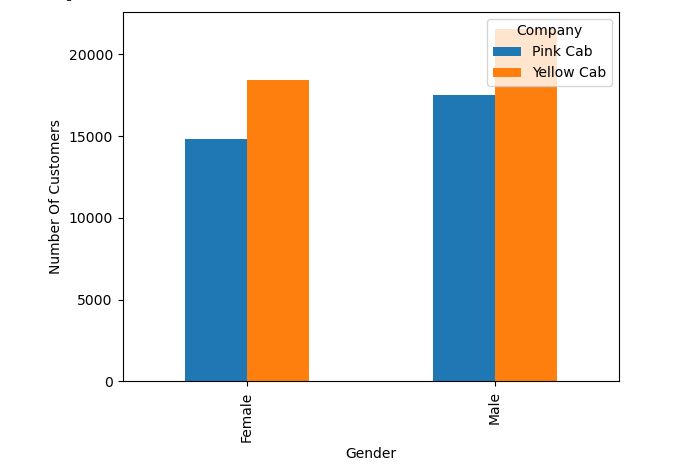 Company
Pink Cab
Yellow Cab
20000
15000
10000
5000
0
Number Of Customers
Female
Male
Gender